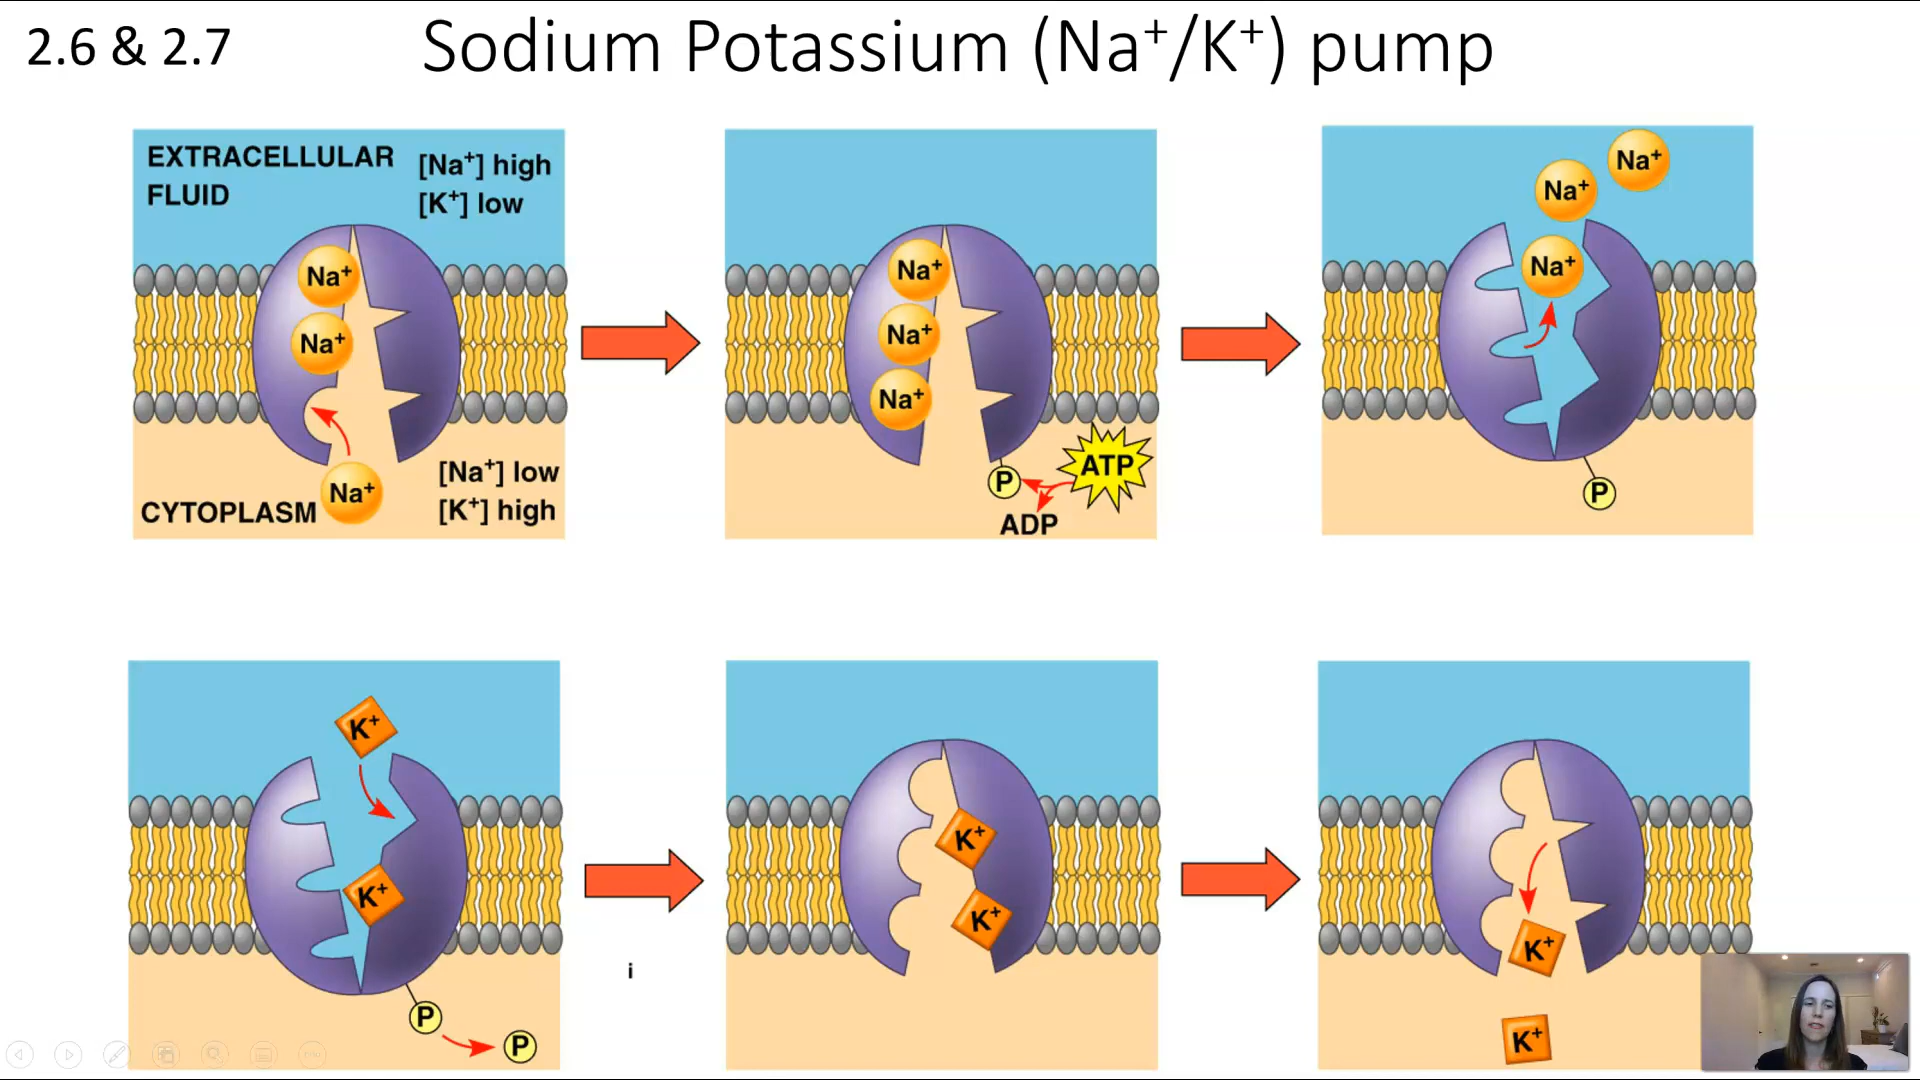 2.6 & 2.7
Sodium Potassium (Na⁺/K⁺) pump
EXTRACELLULAR
FLUID
[Na⁺] high
[K⁺] low
Na⁺
Na⁺
Na⁺
CYTOPLASM
[Na⁺] low
[K⁺] high
Na⁺
Na⁺
Na⁺
P
ATP
ADP
Na⁺
Na⁺
Na⁺
P
K⁺
K⁺
P
P
i
K⁺
K⁺
K⁺
K⁺